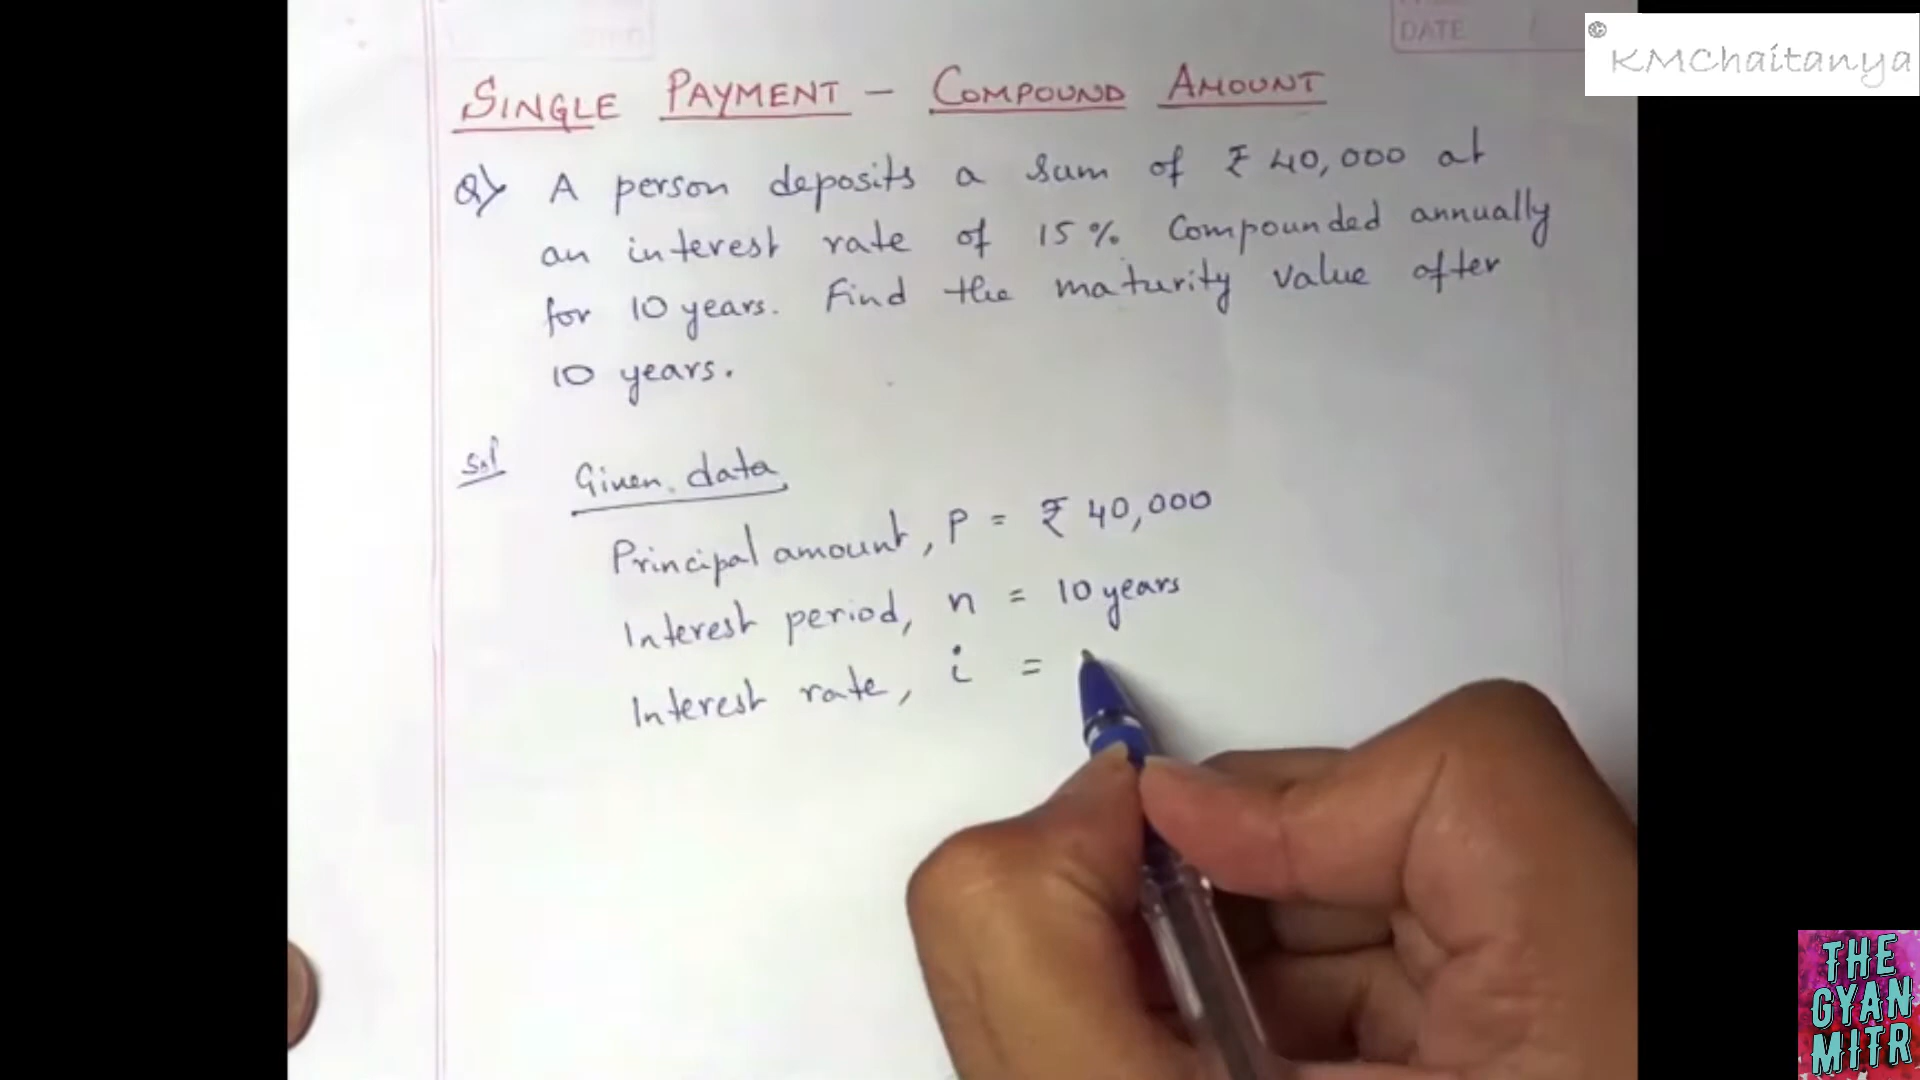 DATE
© KMChaitanya
SINGLE PAYMENT - COMPOUND AMOUNT
Q) A person deposits a sum of ₹ 40,000 at
an interest rate of 15% Compounded annually
for 10 years. Find the maturity value after
10 years.
Sol
Given data
Principal amount, P = ₹ 40,000
Interest period, n = 10 years
Interest rate, i =
THE
GYAN
MITR